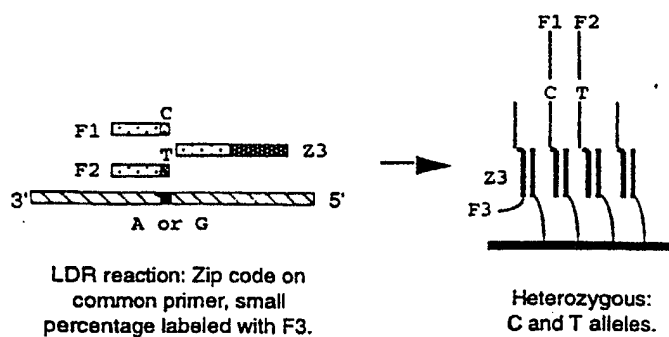 F1 F2
C
F1
C T
T
F2
Z3
Z3
F3
3' 5'
A or G
LDR reaction: Zip code on
common primer, small
percentage labeled with F3.
Heterozygous:
C and T alleles.